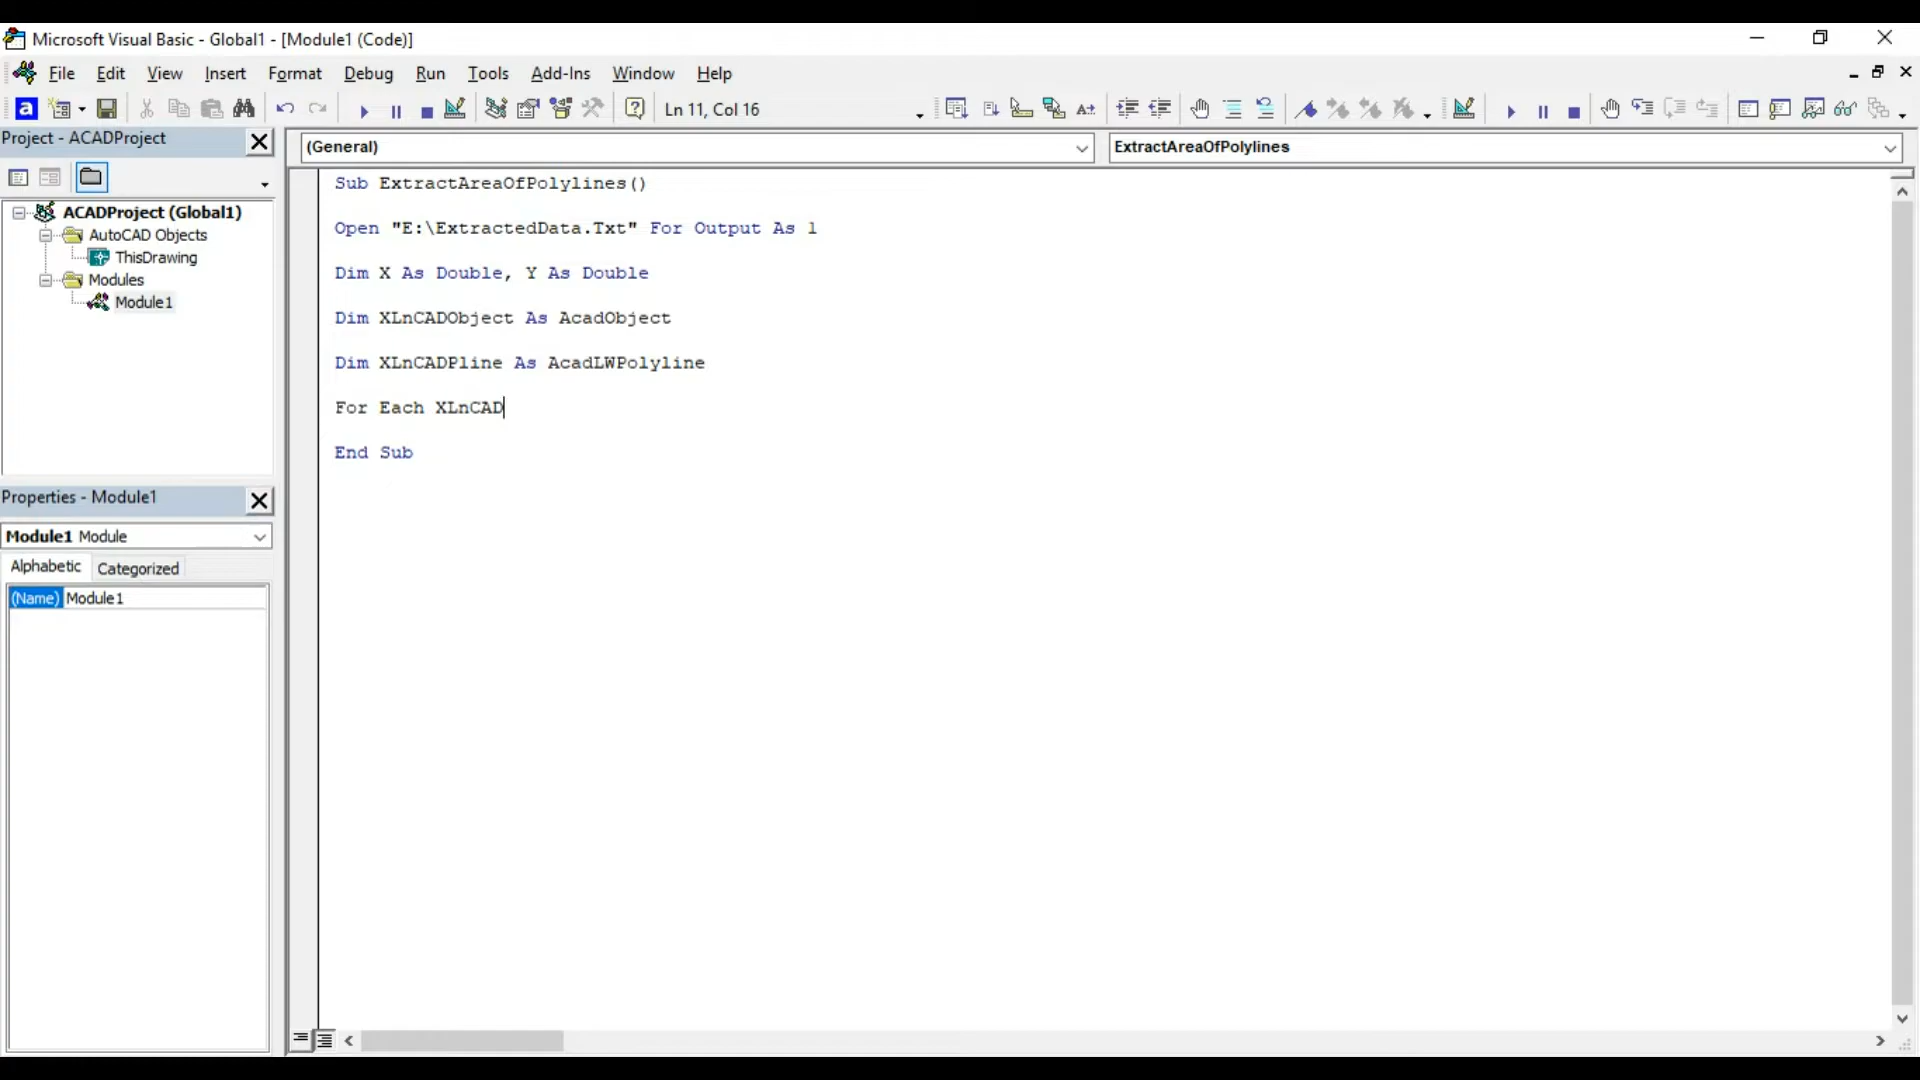 Microsoft Visual Basic - Global1 - [Module1 (Code)]
File Edit View Insert Format Debug Run Tools Add-Ins Window Help
a
Ln 11, Col 16
Project - ACADProject
ACADProject (Global1)
AutoCAD Objects
ThisDrawing
Modules
Module1
Properties - Module1
Module1 Module
Alphabetic Categorized
(Name) Module1
(General) ExtractAreaOfPolylines
Sub ExtractAreaOfPolylines()
Open "E:\ExtractedData.Txt" For Output As 1
Dim X As Double, Y As Double
Dim XLnCADObject As AcadObject
Dim XLnCADPline As AcadLWPolyline
For Each XLnCAD
End Sub